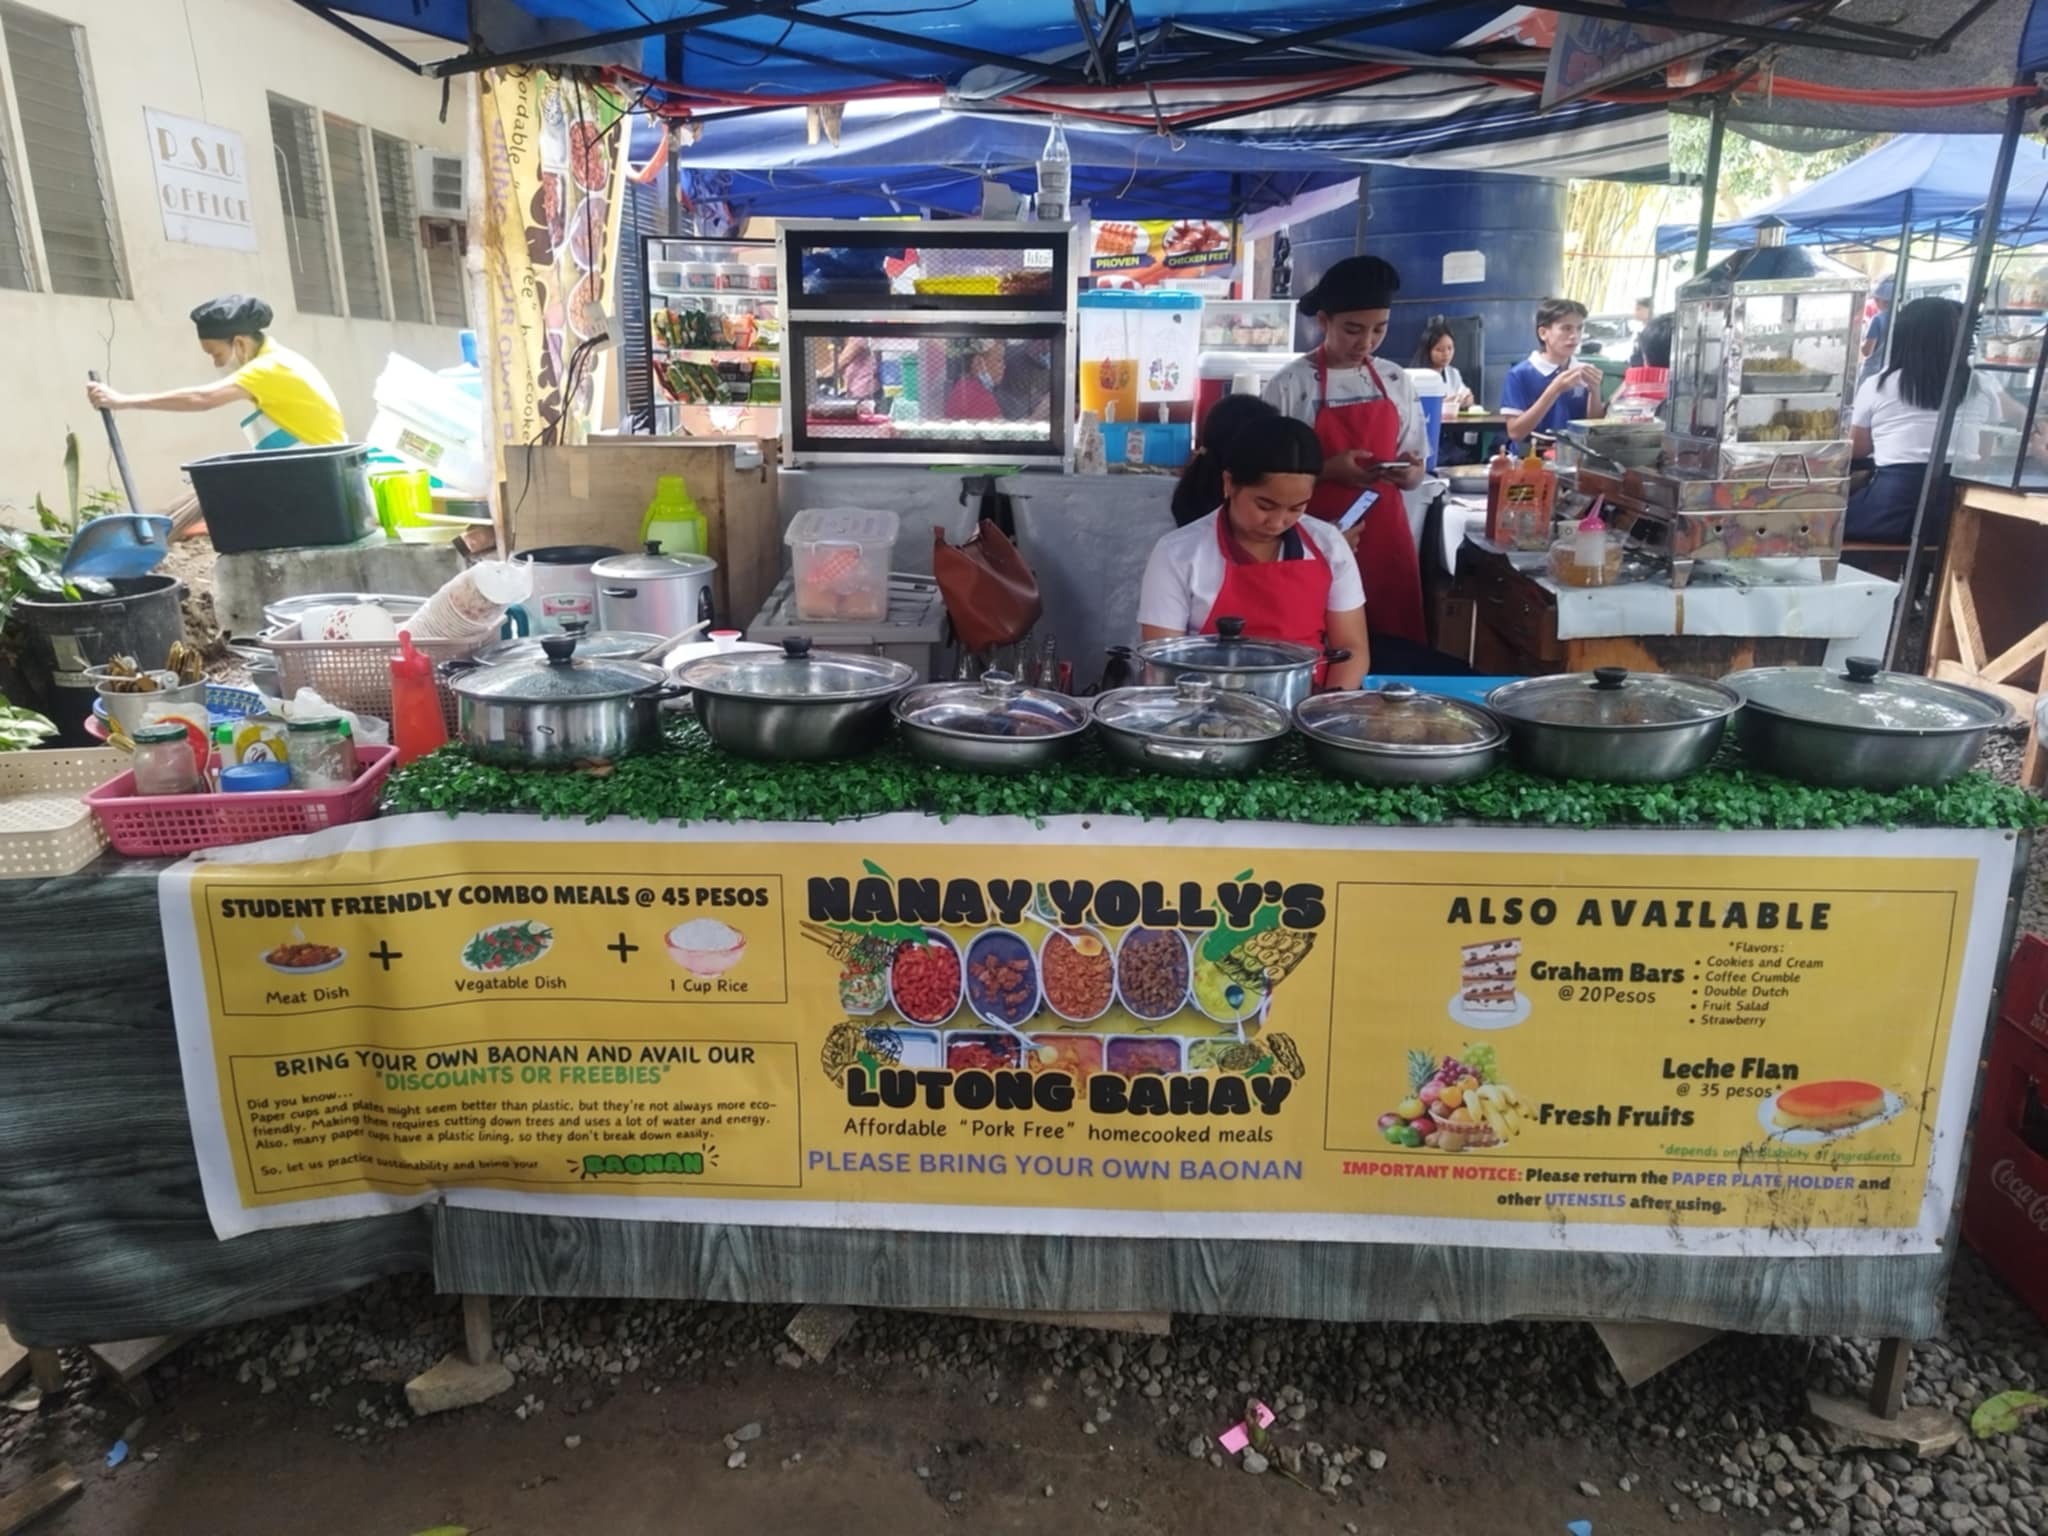 P.S.U.
OFFICE
PROVEN
CHICKEN FEET
STUDENT FRIENDLY COMBO MEALS @ 45 PESOS
+
+
Meat Dish
Vegatable Dish
1 Cup Rice
BRING YOUR OWN BAONAN AND AVAIL OUR
"DISCOUNTS OR FREEBIES"
Did you know...
Paper cups and plates might seem better than plastic, but they're not always more eco-
friendly. Making them requires cutting down trees and uses a lot of water and energy.
Also, many paper cups have a plastic lining, so they don't break down easily.
So, let us practice sustainability and bring your
BAONAN
NANAY YOLLY'S
LUTONG BAHAY
Affordable "Pork Free" homecooked meals
PLEASE BRING YOUR OWN BAONAN
ALSO AVAILABLE
Graham Bars
@ 20Pesos
*Flavors:
• Cookies and Cream
• Coffee Crumble
• Double Dutch
• Fruit Salad
• Strawberry
Leche Flan
@ 35 pesos*
Fresh Fruits
*depends on availability of ingredients
IMPORTANT NOTICE: Please return the PAPER PLATE HOLDER and
other UTENSILS after using.